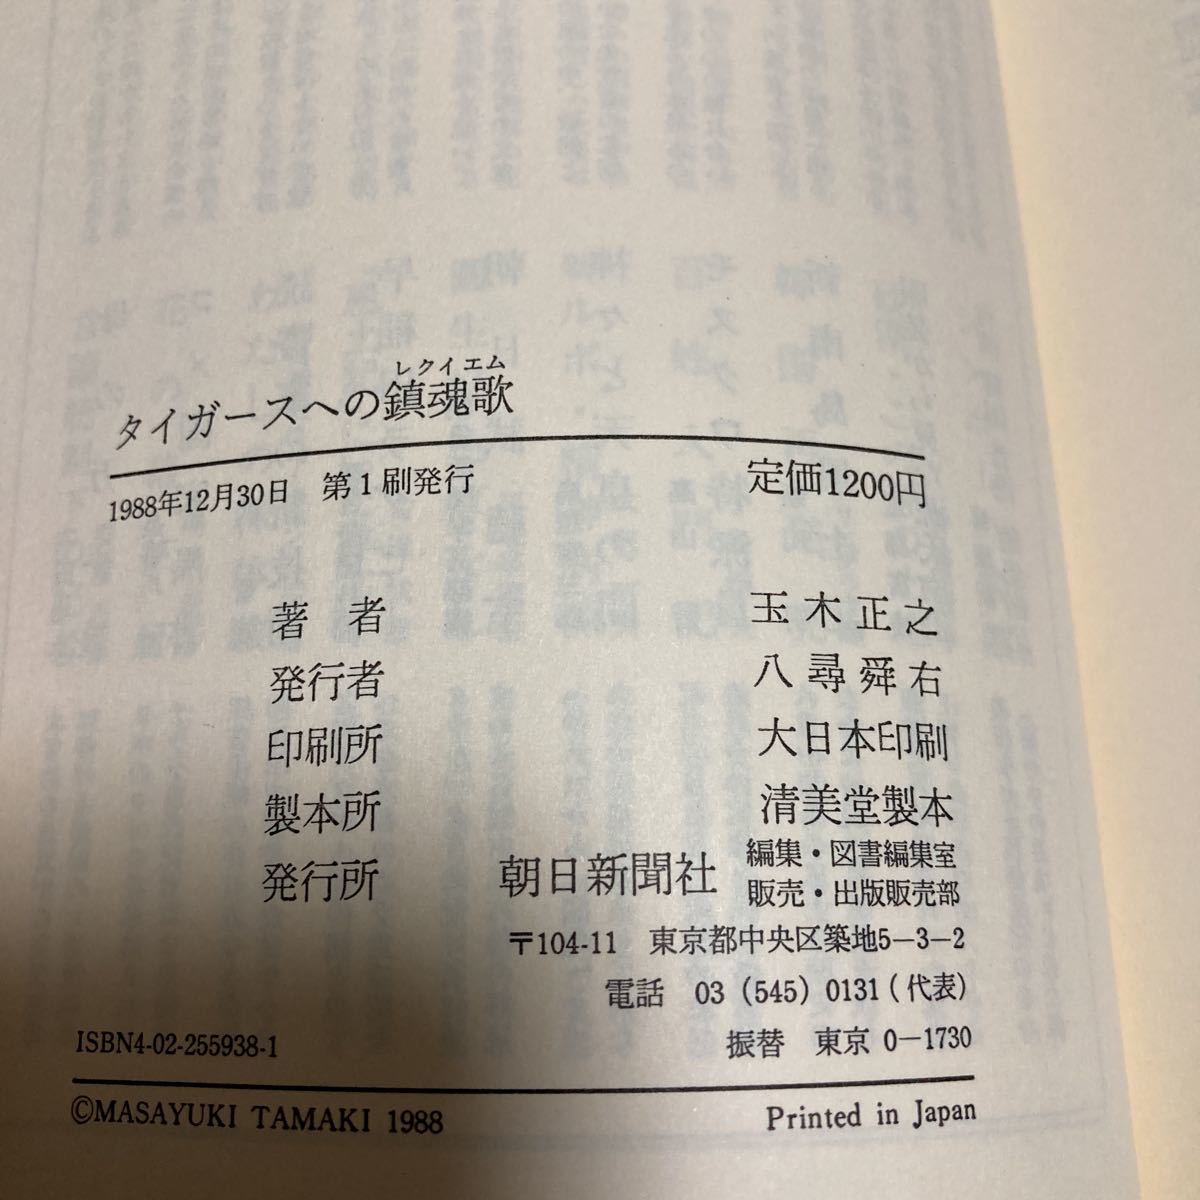 レクイエム
タイガースへの鎮魂歌
1988年12月30日 第1刷発行 定価1200円
著者 玉木正之
発行者 八尋舜右
印刷所 大日本印刷
製本所 清美堂製本
発行所 朝日新聞社 編集・図書編集室
販売・出版販売部
〒104-11 東京都中央区築地5-3-2
電話 03 (545) 0131 (代表)
振替 東京 0-1730
ISBN4-02-255938-1
©MASAYUKI TAMAKI 1988 Printed in Japan